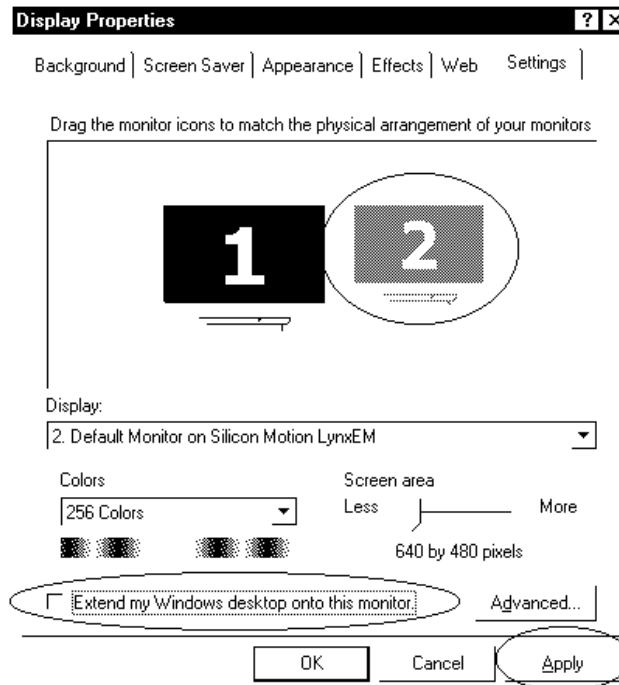 Display Properties ? ×
Background Screen Saver Appearance Effects Web Settings
Drag the monitor icons to match the physical arrangement of your monitors
1 2
Display:
2. Default Monitor on Silicon Motion LynxEM
Colors Screen area
256 Colors Less More
640 by 480 pixels
Extend my Windows desktop onto this monitor. Advanced...
OK Cancel Apply